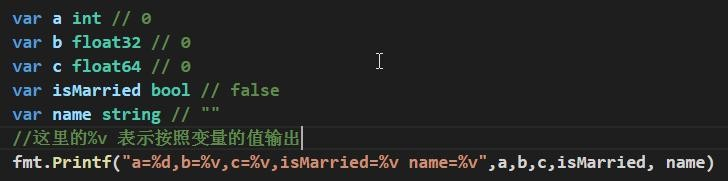 var a int // 0
var b float32 // 0
var c float64 // 0
var isMarried bool // false
var name string // ""
//这里的%v 表示按照变量的值输出
fmt.Printf("a=%d,b=%v,c=%v,isMarried=%v name=%v",a,b,c,isMarried, name)